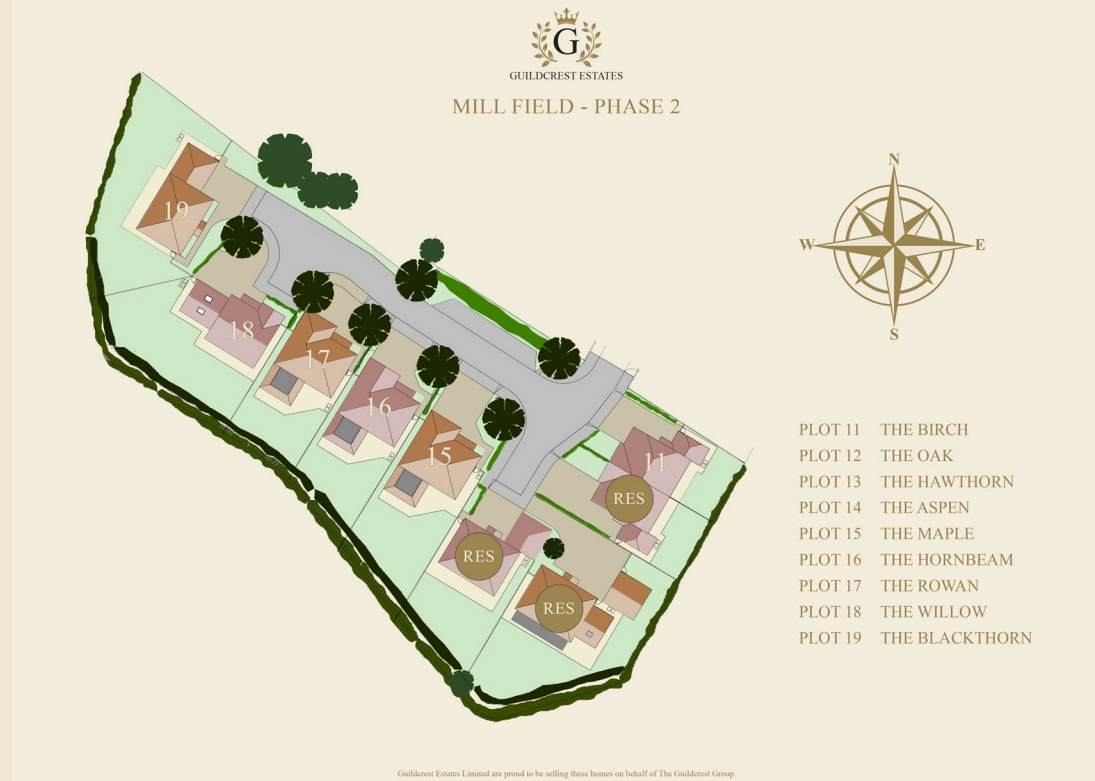 G
GUILDCREST ESTATES
MILL FIELD - PHASE 2
N
W E
S
19
18
17
16
15
11
RES
RES
RES
PLOT 11 THE BIRCH
PLOT 12 THE OAK
PLOT 13 THE HAWTHORN
PLOT 14 THE ASPEN
PLOT 15 THE MAPLE
PLOT 16 THE HORNBEAM
PLOT 17 THE ROWAN
PLOT 18 THE WILLOW
PLOT 19 THE BLACKTHORN
Guildcrest Estates Limited are proud to be selling these homes on behalf of The Guildcrest Group.